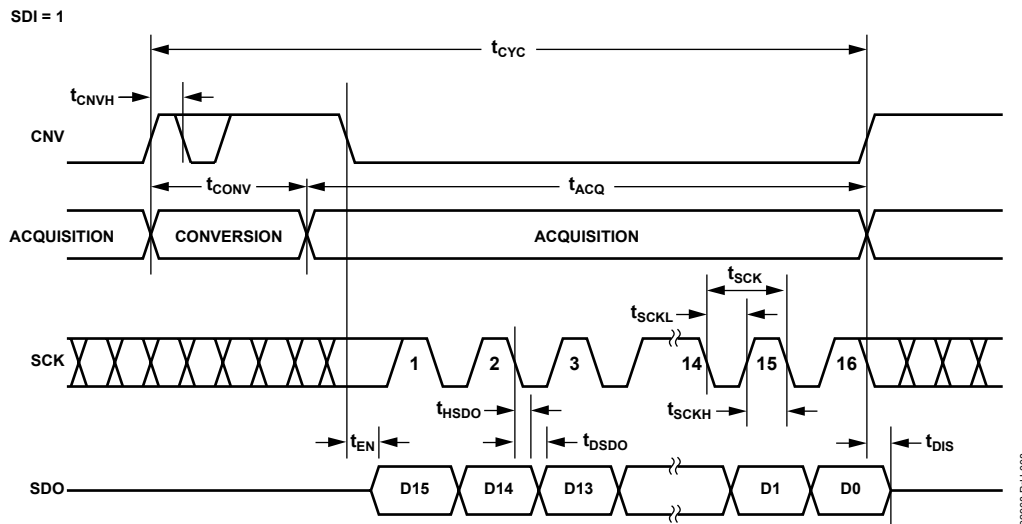 SDI = 1
tCYC
tCNVH
CNV
tCONV
tACQ
ACQUISITION CONVERSION ACQUISITION
tSCK
tSCKL
SCK 1 2 3 14 15 16
tHSDO
tSCKH
tEN
tDSDO
tDIS
SDO D15 D14 D13 D1 D0